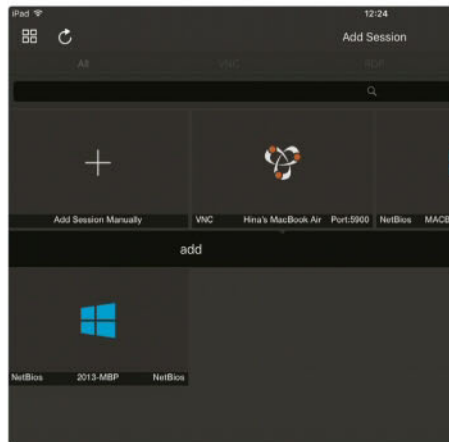 iPad 12:24
Add Session
All VNC RDP
Add Session Manually
VNC Hina's MacBook Air Port:5900
NetBios MACB
add
NetBios 2013-MBP NetBios